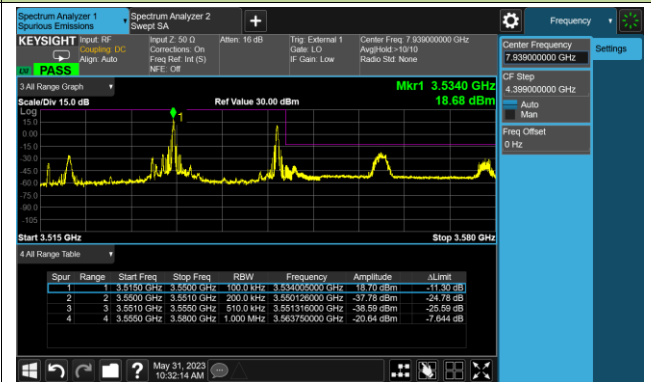 Spectrum Analyzer 1
Spurious Emissions
Spectrum Analyzer 2
Swept SA
Frequency
KEYSIGHT
Input: RF
Coupling: DC
Align: Auto
Input Z: 50 Ω
Corrections: On
Freq Ref: Int (S)
NFE: Off
Atten: 16 dB
Trig: External 1
Gate: LO
IF Gain: Low
Center Freq: 7.939000000 GHz
Avg|Hold:>10/10
Radio Std: None
PASS
Center Frequency
7.939000000 GHz
Settings
CF Step
4.399000000 GHz
Auto
Man
Freq Offset
0 Hz
3 All Range Graph
Mkr1 3.5340 GHz
Scale/Div 15.0 dB
Ref Value 30.00 dBm
18.68 dBm
Log
15.0
0.00
-15.0
-30.0
-45.0
-60.0
-75.0
-90.0
-105
1
Start 3.515 GHz
Stop 3.580 GHz
4 All Range Table
Spur Range Start Freq Stop Freq RBW Frequency Amplitude ΔLimit
1 1 3.5150 GHz 3.5500 GHz 100.0 kHz 3.534005000 GHz 18.70 dBm -11.30 dB
2 2 3.5500 GHz 3.5510 GHz 200.0 kHz 3.550126000 GHz -37.78 dBm -24.78 dB
3 3 3.5510 GHz 3.5550 GHz 510.0 kHz 3.551316000 GHz -38.59 dBm -25.59 dB
4 4 3.5550 GHz 3.5800 GHz 1.000 MHz 3.563750000 GHz -20.64 dBm -7.644 dB
May 31, 2023
10:32:14 AM